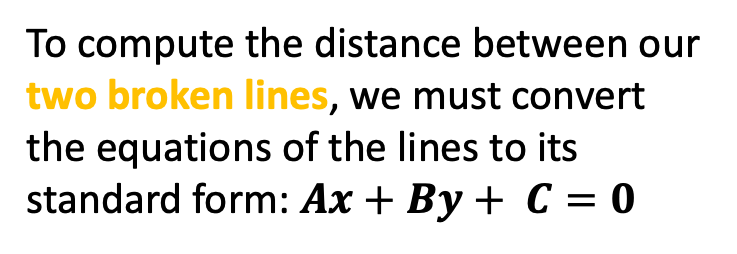 To compute the distance between our
two broken lines, we must convert
the equations of the lines to its
standard form: Ax + By + C = 0